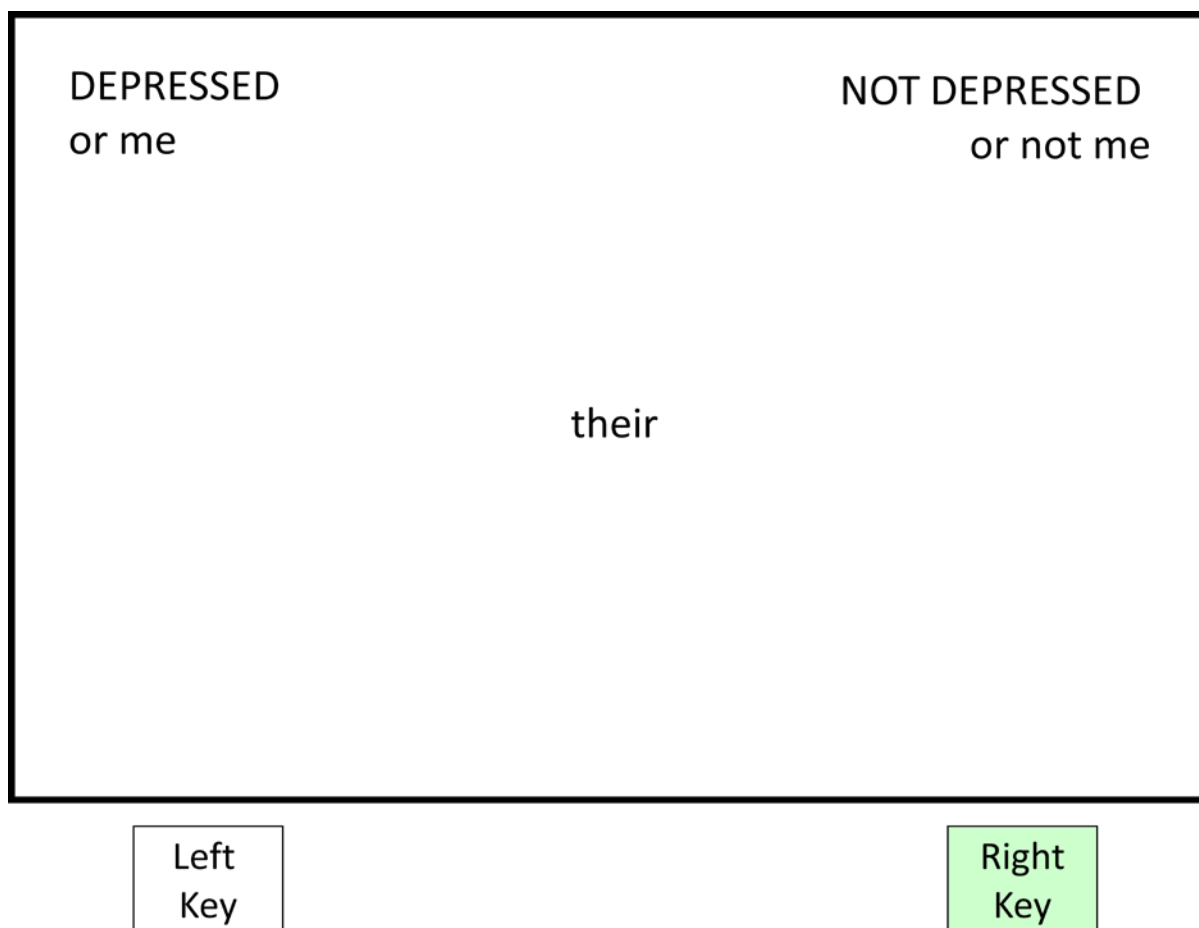 DEPRESSED
or me
NOT DEPRESSED
or not me
their
Left
Key
Right
Key